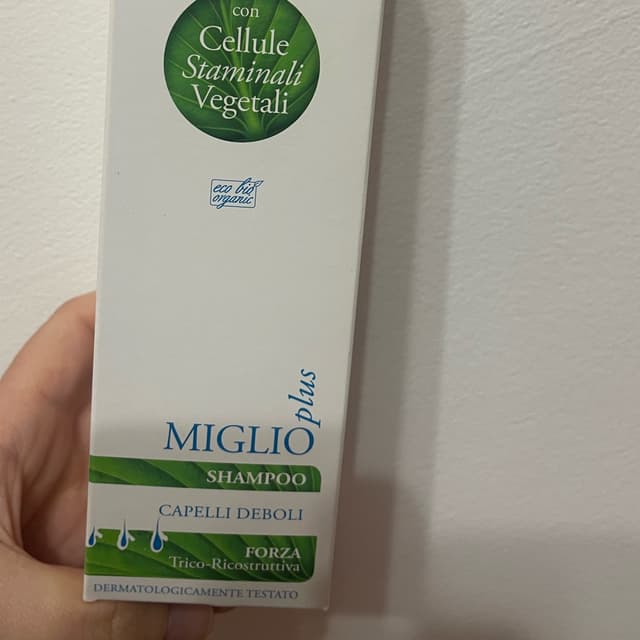 con
Cellule
Staminali
Vegetali
eco bio
organic
MIGLIO plus
SHAMPOO
CAPELLI DEBOLI
FORZA
Trico-Ricostruttiva
DERMATOLOGICAMENTE TESTATO